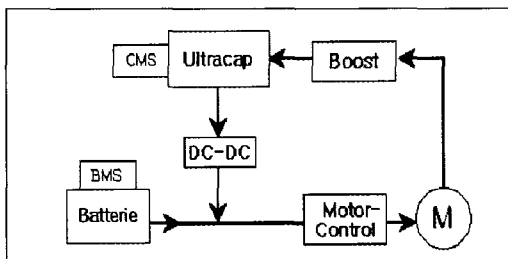 CMS
Ultracap
Boost
DC-DC
BMS
Batterie
Motor-
Control
M